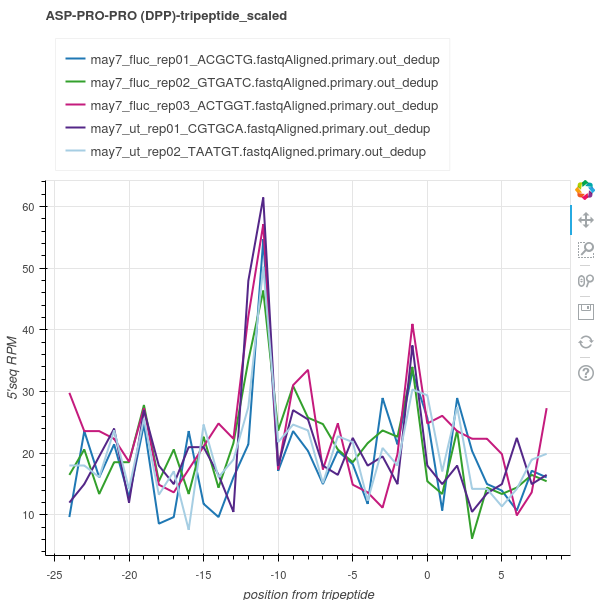 ASP-PRO-PRO (DPP)-tripeptide_scaled
may7_fluc_rep01_ACGCTG.fastqAligned.primary.out_dedup
may7_fluc_rep02_GTGATC.fastqAligned.primary.out_dedup
may7_fluc_rep03_ACTGGT.fastqAligned.primary.out_dedup
may7_ut_rep01_CGTGCA.fastqAligned.primary.out_dedup
may7_ut_rep02_TAATGT.fastqAligned.primary.out_dedup
60
50
40
30
20
10
5'seq RPM
-25 -20 -15 -10 -5 0 5
position from tripeptide